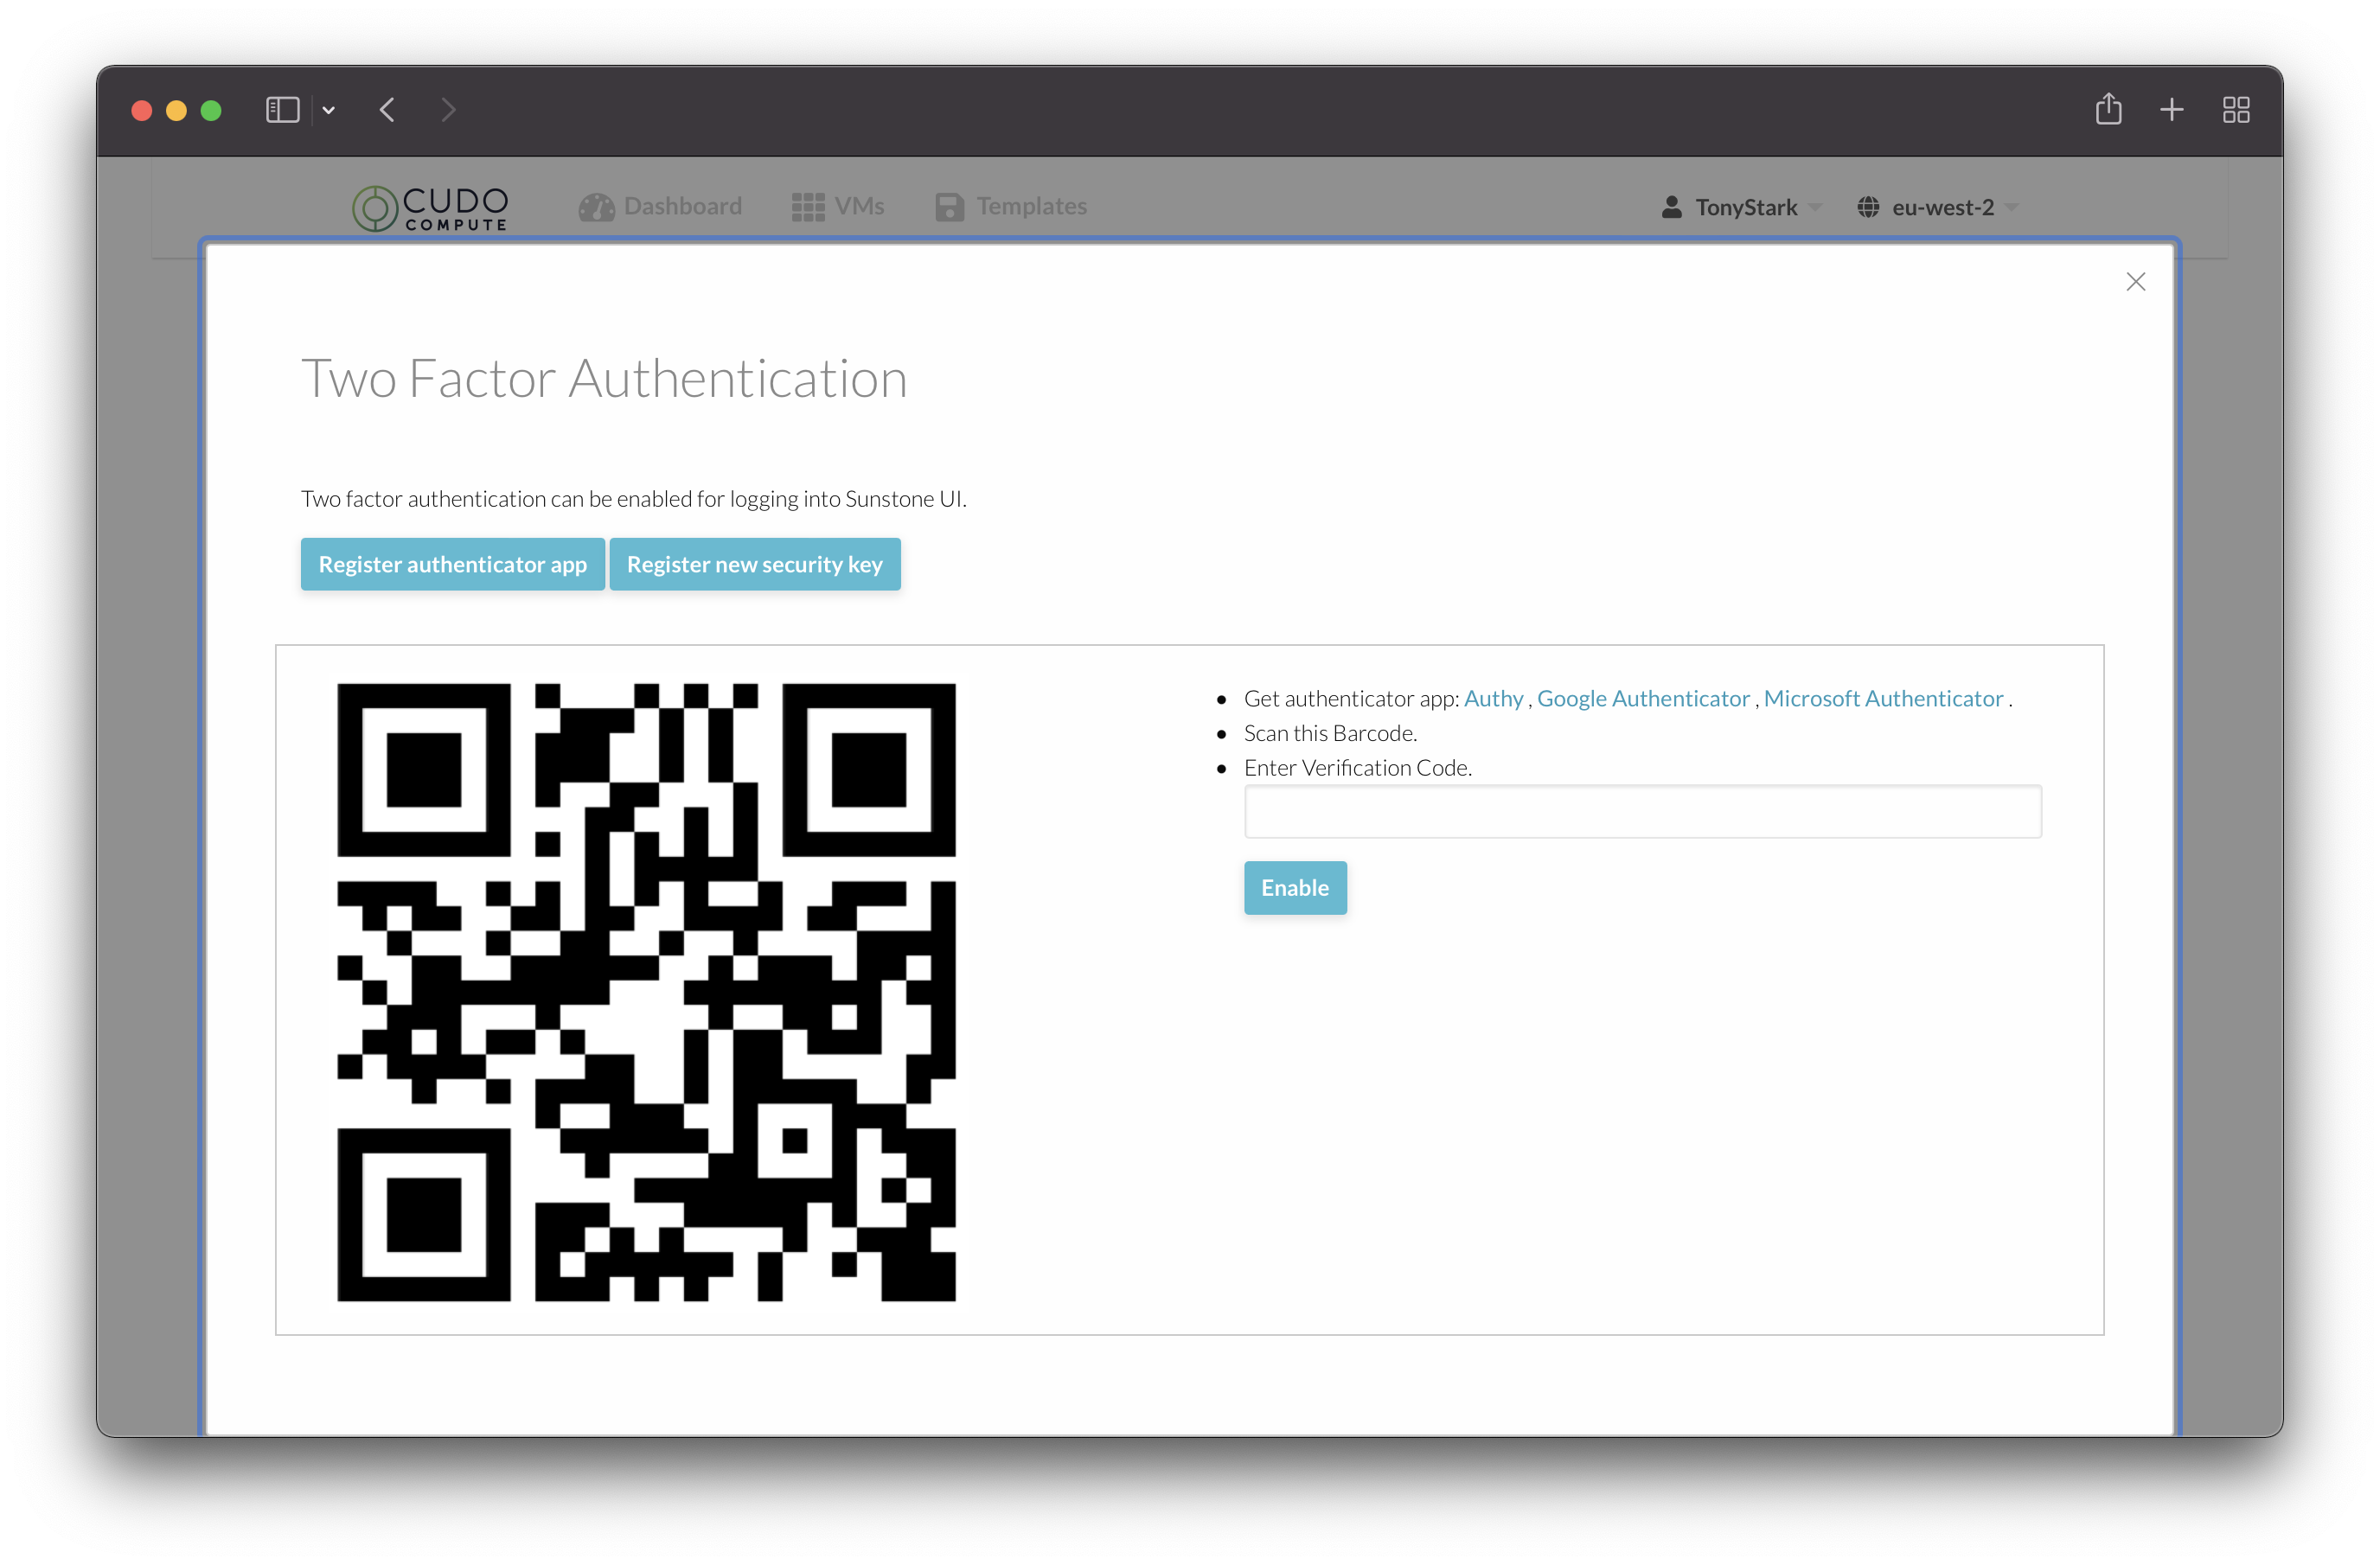 CUDO
COMPUTE
Dashboard
VMs
Templates
TonyStark
eu-west-2
Two Factor Authentication
Two factor authentication can be enabled for logging into Sunstone UI.
Register authenticator app
Register new security key
Get authenticator app: Authy , Google Authenticator , Microsoft Authenticator .
Scan this Barcode.
Enter Verification Code.
Enable